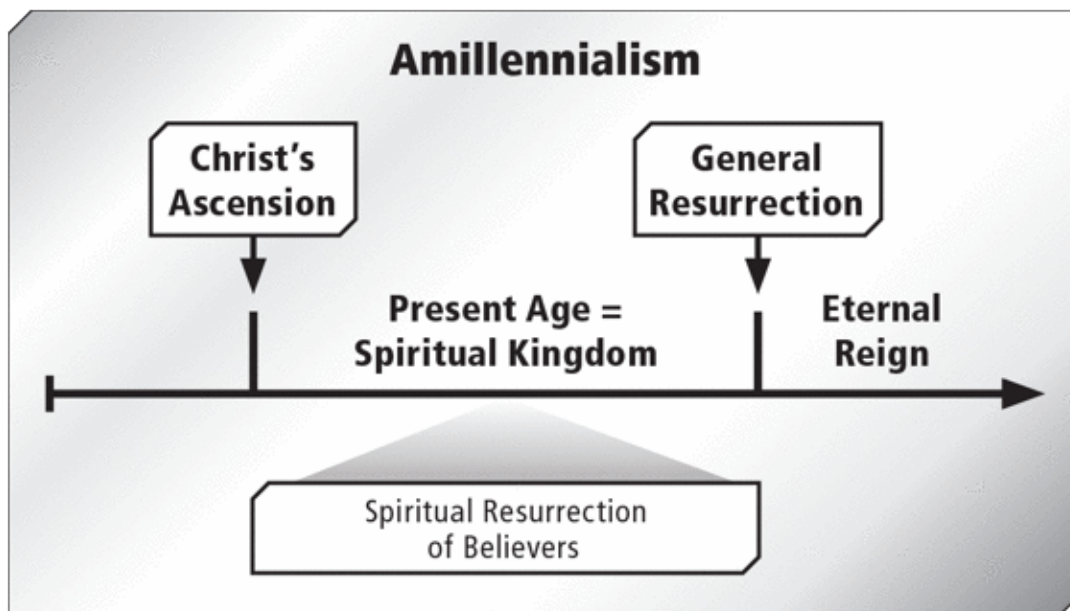 Amillennialism
Christ's
Ascension
General
Resurrection
Present Age =
Spiritual Kingdom
Eternal
Reign
Spiritual Resurrection
of Believers